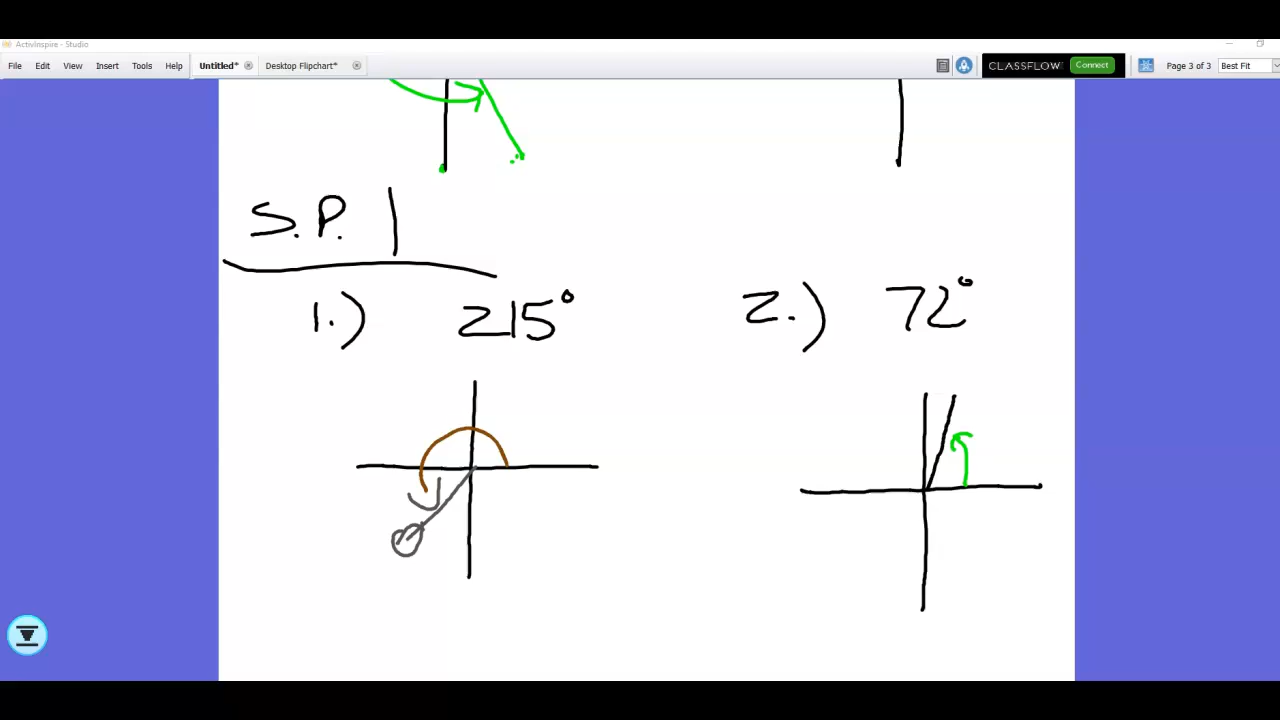 ActivInspire - Studio
File Edit View Insert Tools Help Untitled* Desktop Flipchart* CLASSFLOW Connect Page 3 of 3 Best Fit
S.P. 1
1.) 215° 2.) 72°